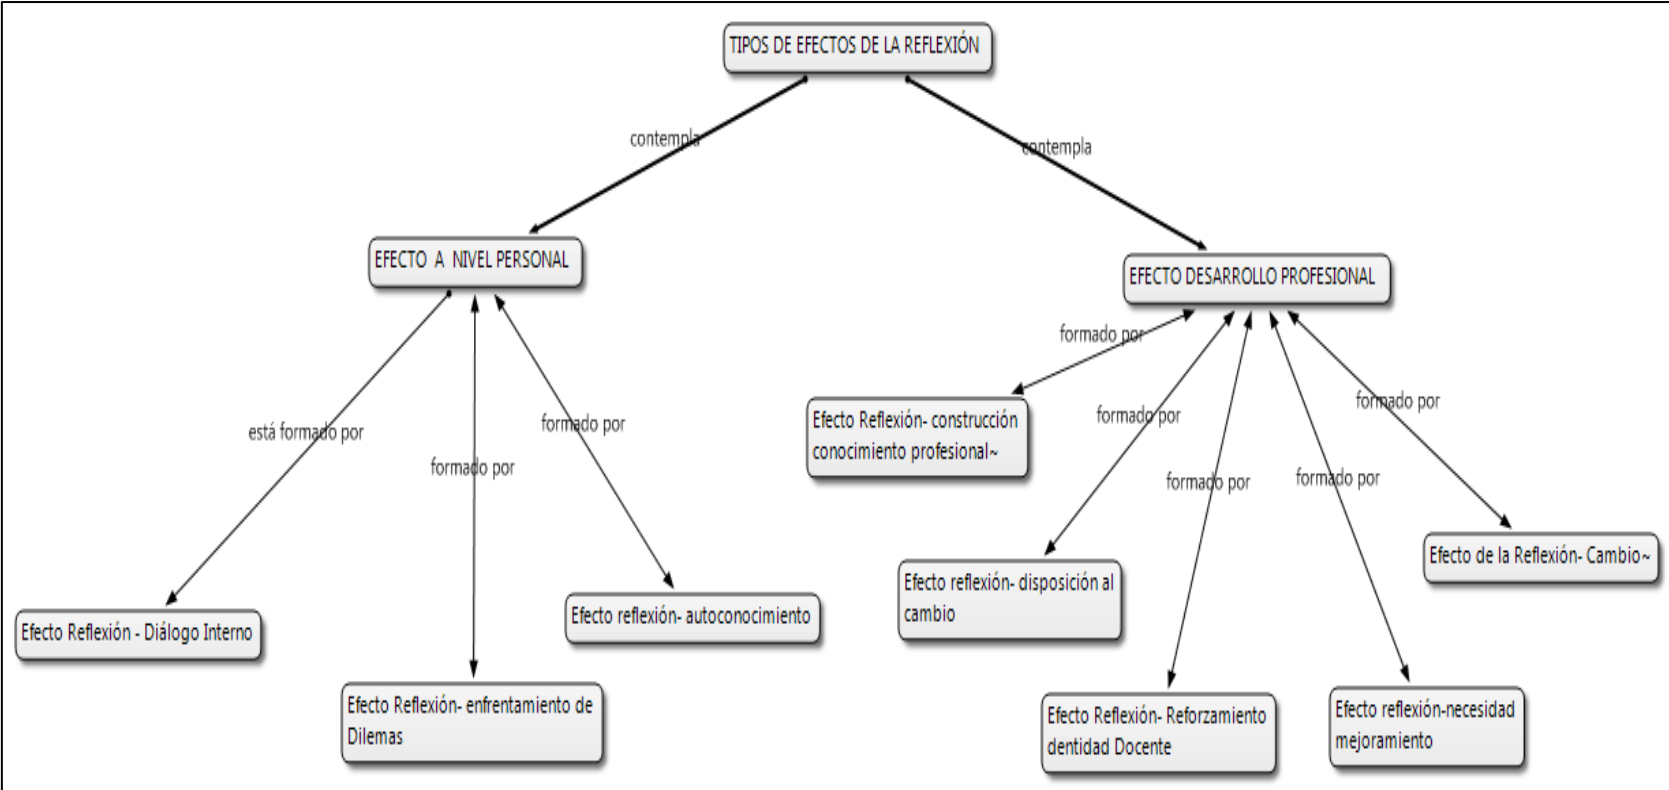 TIPOS DE EFECTOS DE LA REFLEXIÓN
contempla
contempla
EFECTO A NIVEL PERSONAL
EFECTO DESARROLLO PROFESIONAL
está formado por
formado por
formado por
formado por
formado por
formado por
formado por
formado por
Efecto Reflexión - Diálogo Interno
Efecto Reflexión- enfrentamiento de
Dilemas
Efecto reflexión- autoconocimiento
Efecto Reflexión- construcción
conocimiento profesional~
Efecto reflexión- disposición al
cambio
Efecto Reflexión- Reforzamiento
dentidad Docente
Efecto reflexión-necesidad
mejoramiento
Efecto de la Reflexión- Cambio~